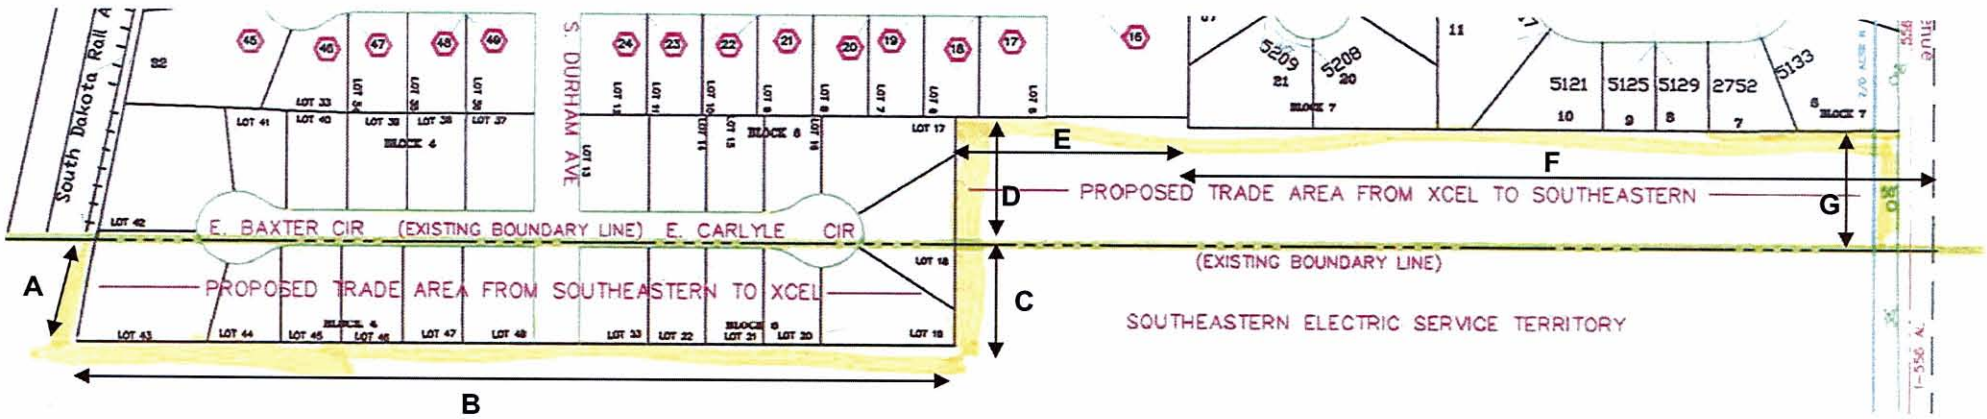 South Dakota Rail A
82
45
46
47
48
49
S. DURHAM AVE
24
23
22
21
20
19
18
17
16
5209
21
5208
20
BLOCK 7
11
5121
10
5125
9
5129
8
2752
7
5133
BLOCK 7
LOT 33
LOT 34
LOT 35
LOT 36
LOT 12
LOT 11
LOT 10
LOT 9
LOT 8
LOT 7
LOT 6
LOT 5
LOT 41
LOT 40
LOT 39
LOT 38
LOT 37
BLOCK 4
LOT 13
LOT 14
LOT 15
BLOCK 6
LOT 16
LOT 17
E
F
D
G
PROPOSED TRADE AREA FROM XCEL TO SOUTHEASTERN
LOT 42
E. BAXTER CIR (EXISTING BOUNDARY LINE) E. CARLYLE CIR
(EXISTING BOUNDARY LINE)
LOT 18
A
PROPOSED TRADE AREA FROM SOUTHEASTERN TO XCEL
C
SOUTHEASTERN ELECTRIC SERVICE TERRITORY
LOT 43
LOT 44
LOT 45
LOT 46
LOT 47
LOT 48
LOT 22
LOT 21
LOT 20
LOT 19
B